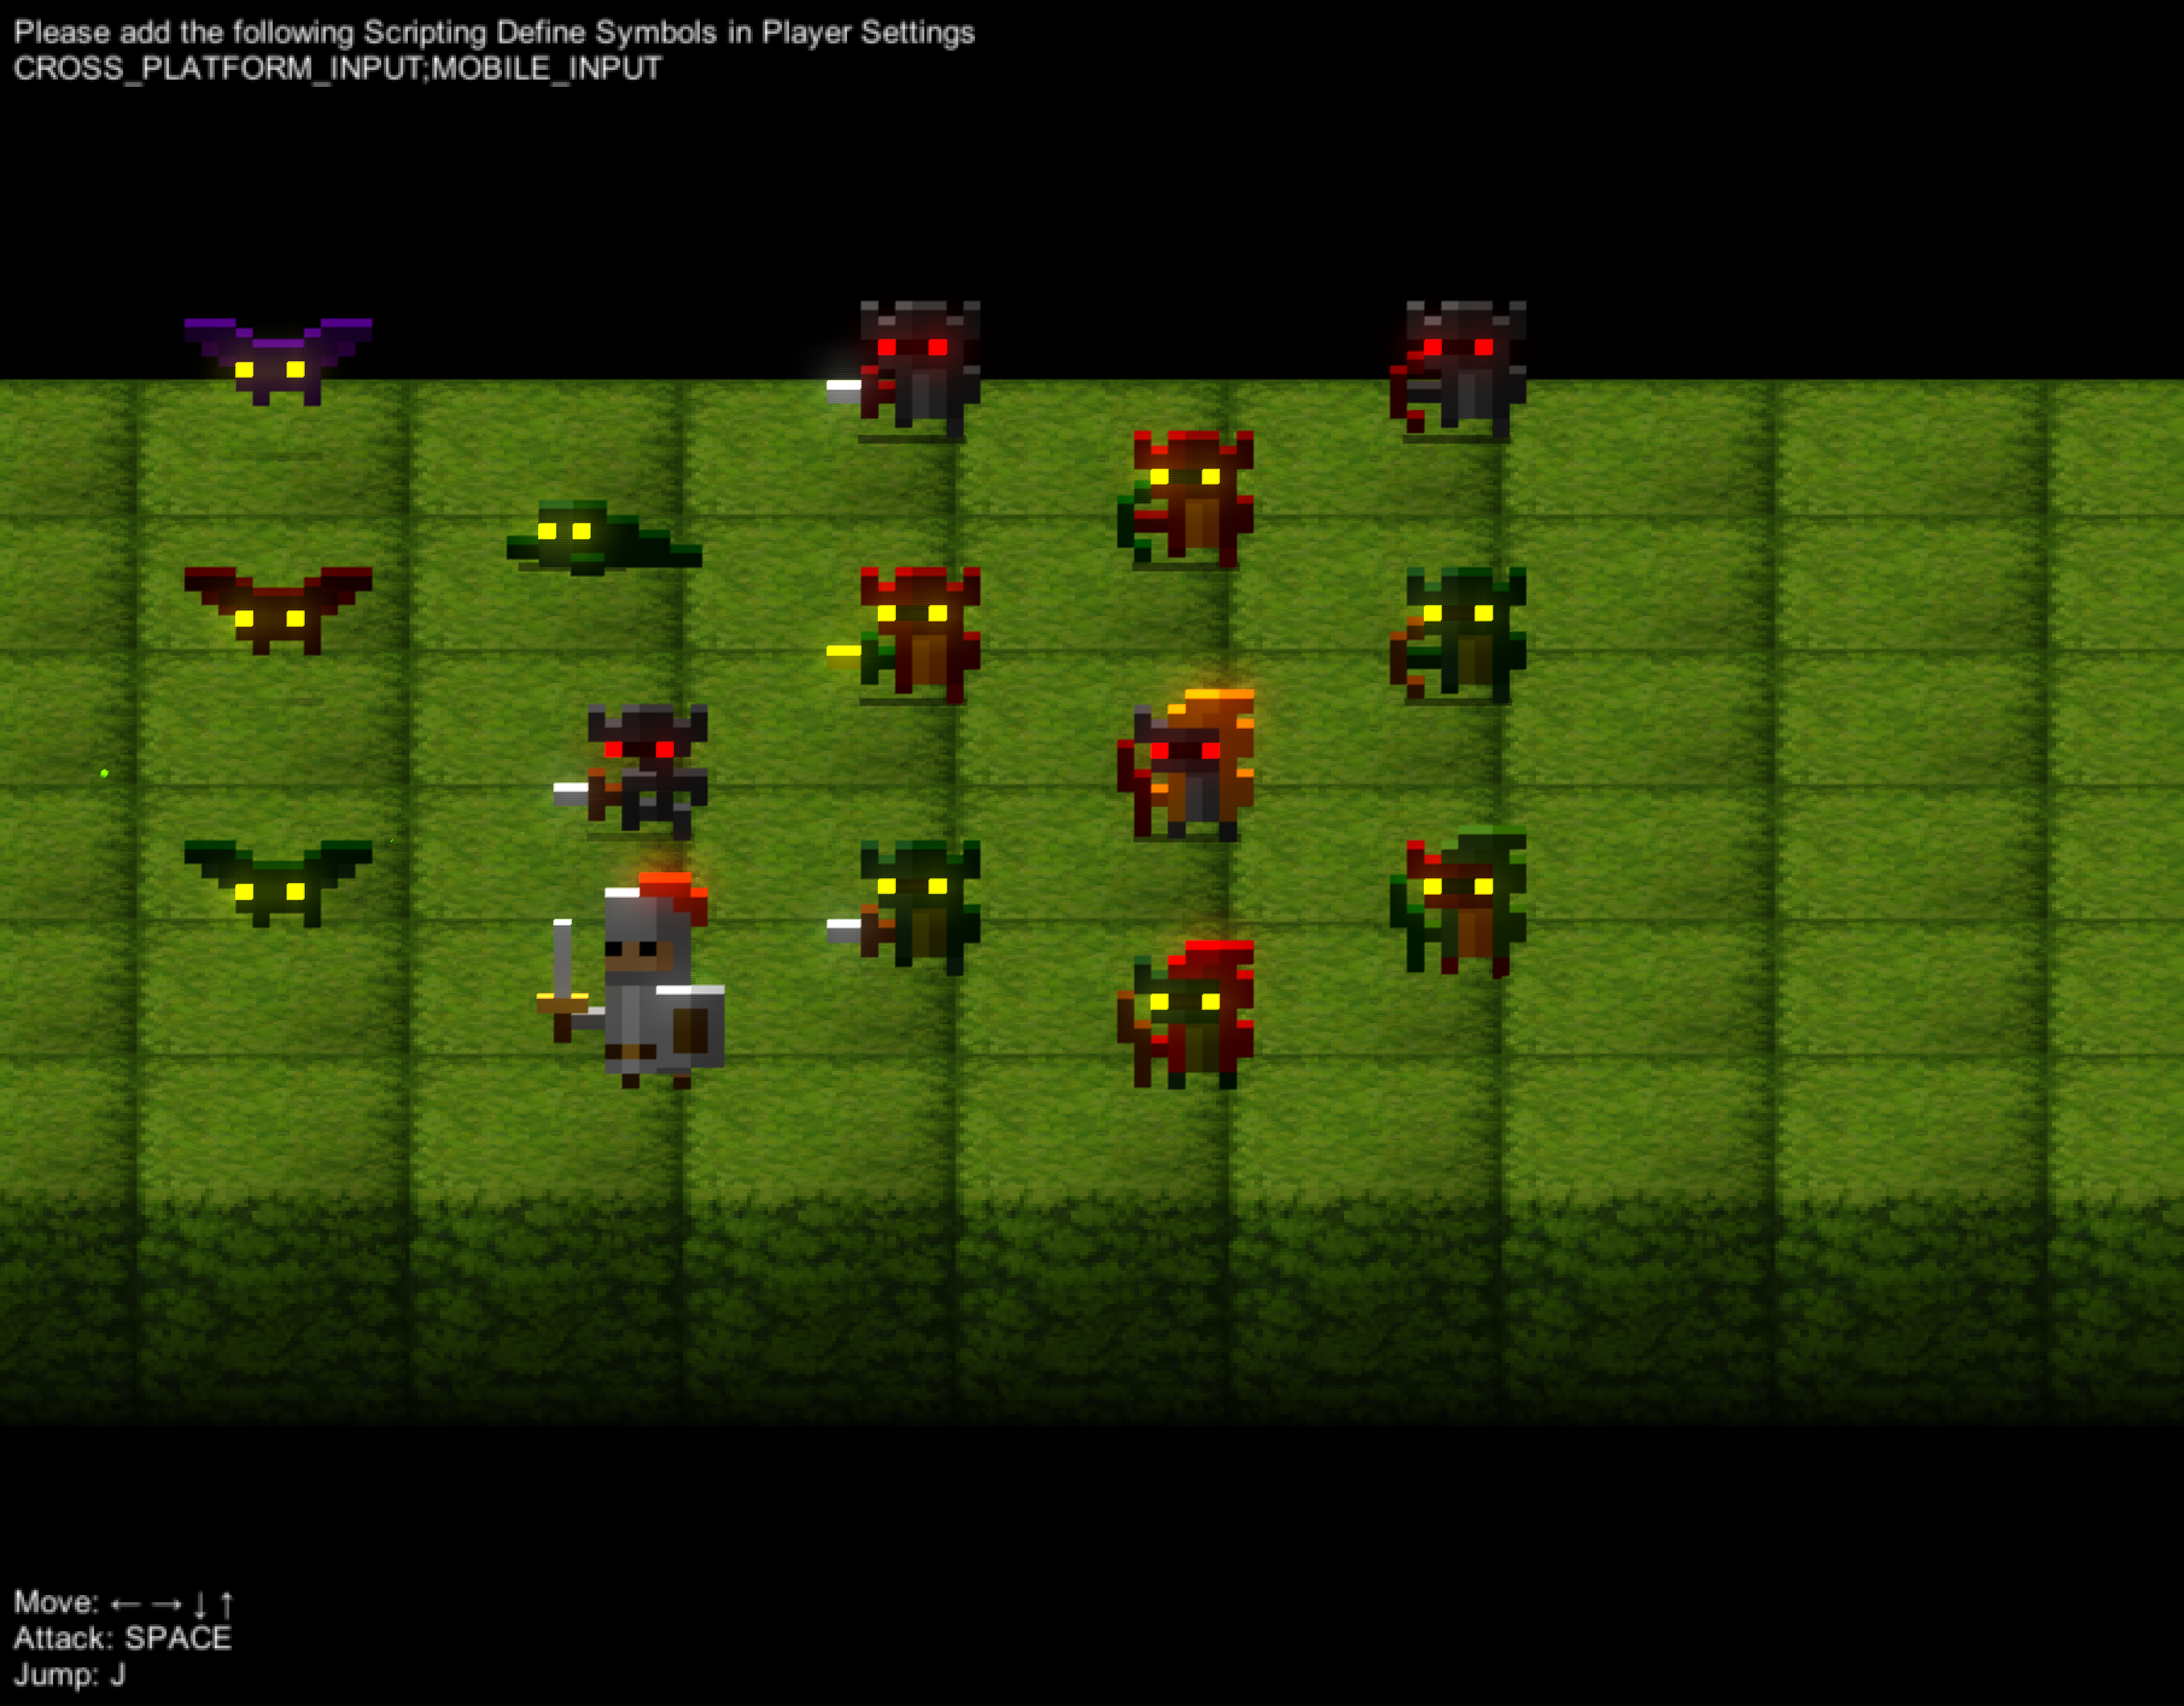 Please add the following Scripting Define Symbols in Player Settings
CROSS_PLATFORM_INPUT;MOBILE_INPUT
Move: ← → ↓ ↑
Attack: SPACE
Jump: J